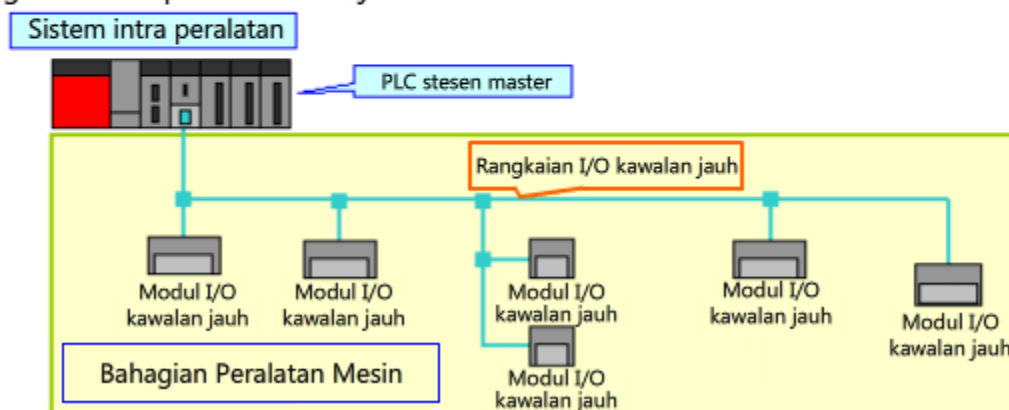 Sistem intra peralatan
PLC stesen master
Rangkaian I/O kawalan jauh
Modul I/O
kawalan jauh
Modul I/O
kawalan jauh
Modul I/O
kawalan jauh
Modul I/O
kawalan jauh
Modul I/O
kawalan jauh
Modul I/O
kawalan jauh
Bahagian Peralatan Mesin